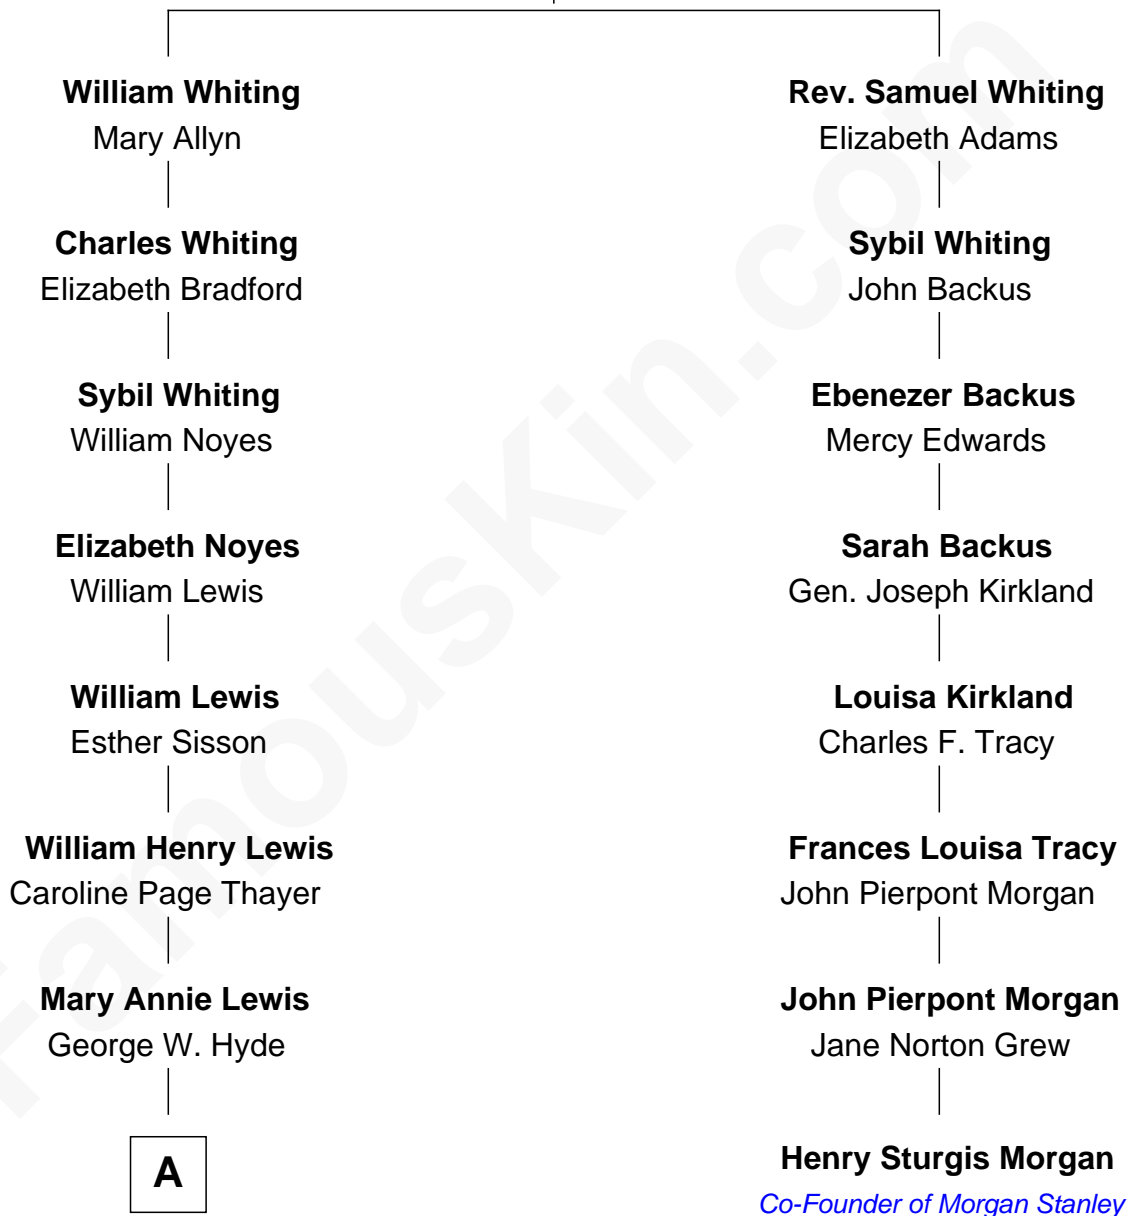 William Whiting
Mary Allyn
Charles Whiting
Elizabeth Bradford
Sybil Whiting
William Noyes
Elizabeth Noyes
William Lewis
William Lewis
Esther Sisson
William Henry Lewis
Caroline Page Thayer
Mary Annie Lewis
George W. Hyde
A
Rev. Samuel Whiting
Elizabeth Adams
Sybil Whiting
John Backus
Ebenezer Backus
Mercy Edwards
Sarah Backus
Gen. Joseph Kirkland
Louisa Kirkland
Charles F. Tracy
Frances Louisa Tracy
John Pierpont Morgan
John Pierpont Morgan
Jane Norton Grew
Henry Sturgis Morgan
Co-Founder of Morgan Stanley
FamousKin.com